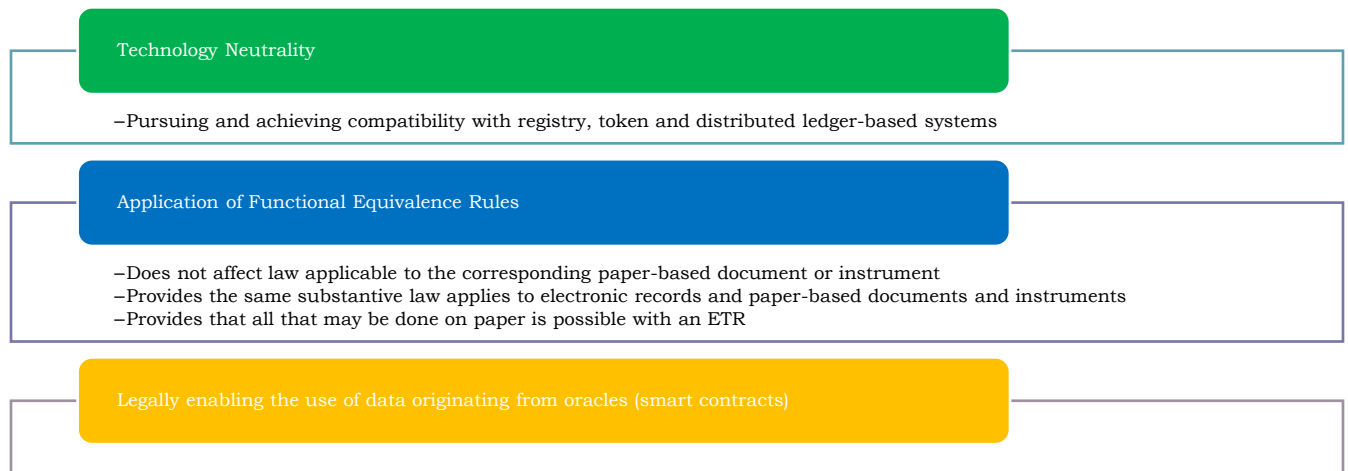 Technology Neutrality
–Pursuing and achieving compatibility with registry, token and distributed ledger-based systems
Application of Functional Equivalence Rules
–Does not affect law applicable to the corresponding paper-based document or instrument
–Provides the same substantive law applies to electronic records and paper-based documents and instruments
–Provides that all that may be done on paper is possible with an ETR
Legally enabling the use of data originating from oracles (smart contracts)